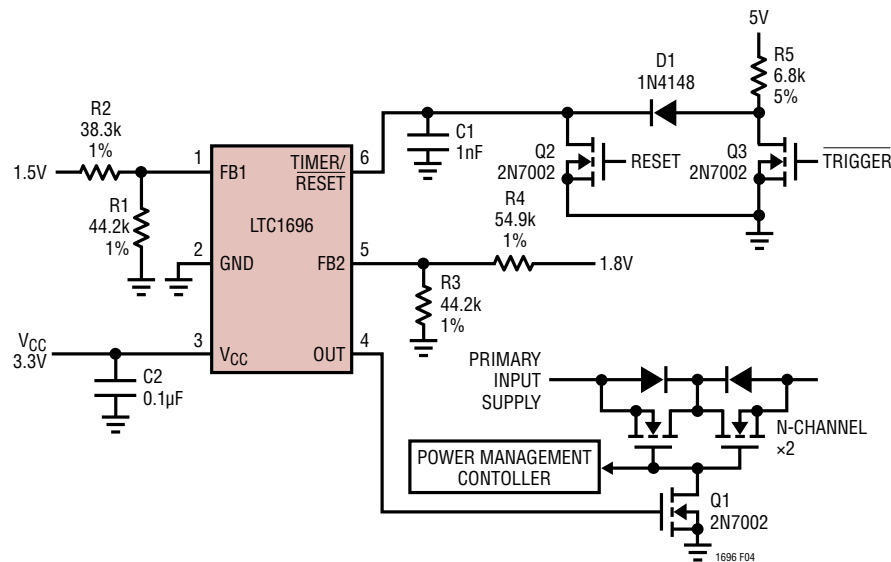 5V
R5
6.8k
5%
D1
1N4148
R2
38.3k
1%
1.5V
1
FB1
TIMER/
RESET
6
C1
1nF
Q2
2N7002
RESET
Q3
2N7002
TRIGGER
R1
44.2k
1%
LTC1696
R4
54.9k
1%
2
GND
FB2
5
1.8V
R3
44.2k
1%
VCC
3.3V
3
VCC
OUT
4
C2
0.1µF
PRIMARY
INPUT
SUPPLY
N-CHANNEL
×2
POWER MANAGEMENT
CONTOLLER
Q1
2N7002
1696 F04